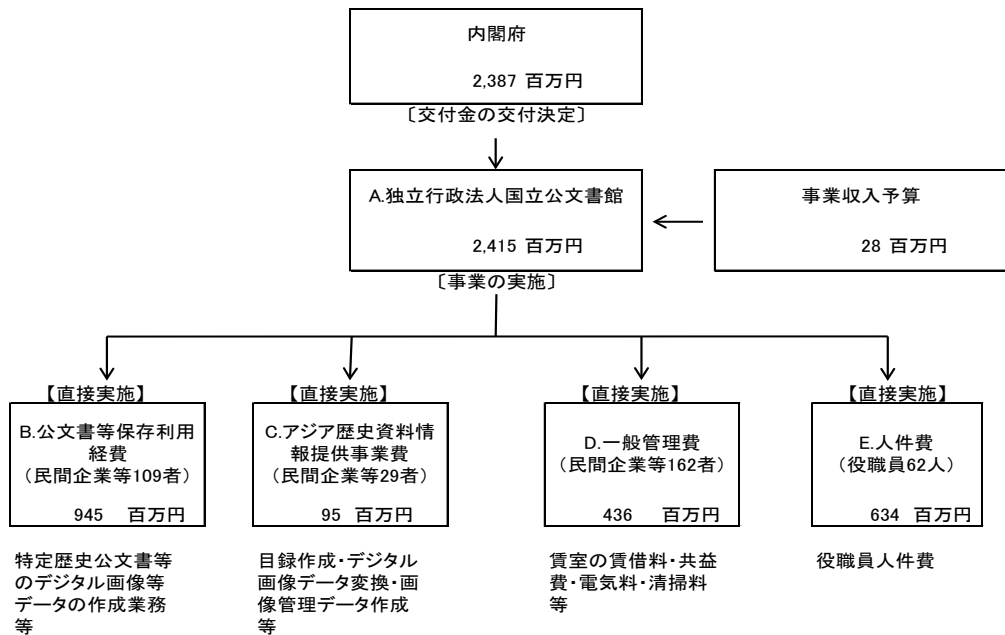 内閣府
2,387 百万円
〔交付金の交付決定〕
A.独立行政法人国立公文書館
2,415 百万円
事業収入予算
28 百万円
〔事業の実施〕
【直接実施】
B.公文書等保存利用
経費
（民間企業等109者）
945 百万円
特定歴史公文書等
のデジタル画像等
データの作成業務
等
【直接実施】
C.アジア歴史資料情
報提供事業費
（民間企業等29者）
95 百万円
目録作成・デジタル
画像データ変換・画
像管理データ作成
等
【直接実施】
D.一般管理費
（民間企業等162者）
436 百万円
賃室の賃借料・共益
費・電気料・清掃料
等
【直接実施】
E.人件費
（役職員62人）
634 百万円
役職員人件費